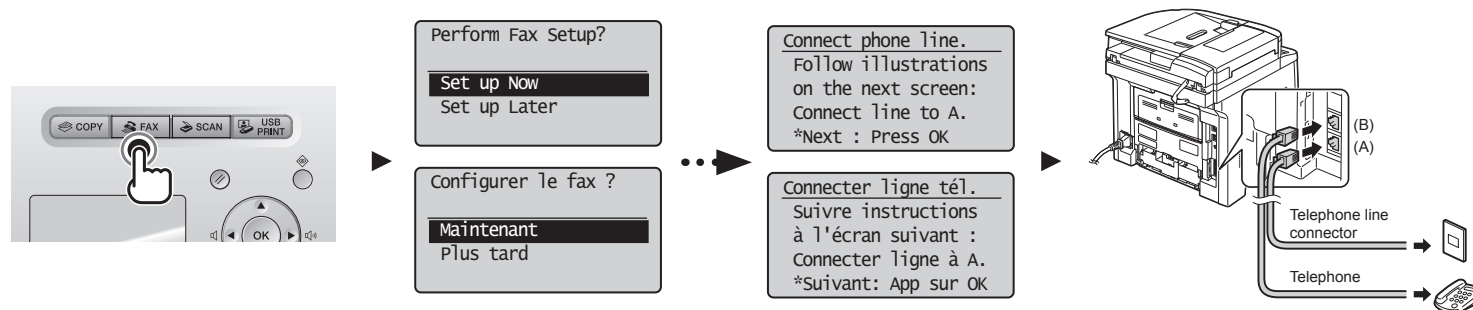 COPY FAX SCAN USB PRINT
OK
Perform Fax Setup?
Set up Now
Set up Later
Configurer le fax ?
Maintenant
Plus tard
Connect phone line.
Follow illustrations
on the next screen:
Connect line to A.
*Next : Press OK
Connecter ligne tél.
Suivre instructions
à l'écran suivant :
Connecter ligne à A.
*Suivant: App sur OK
(B)
(A)
Telephone line
connector
Telephone